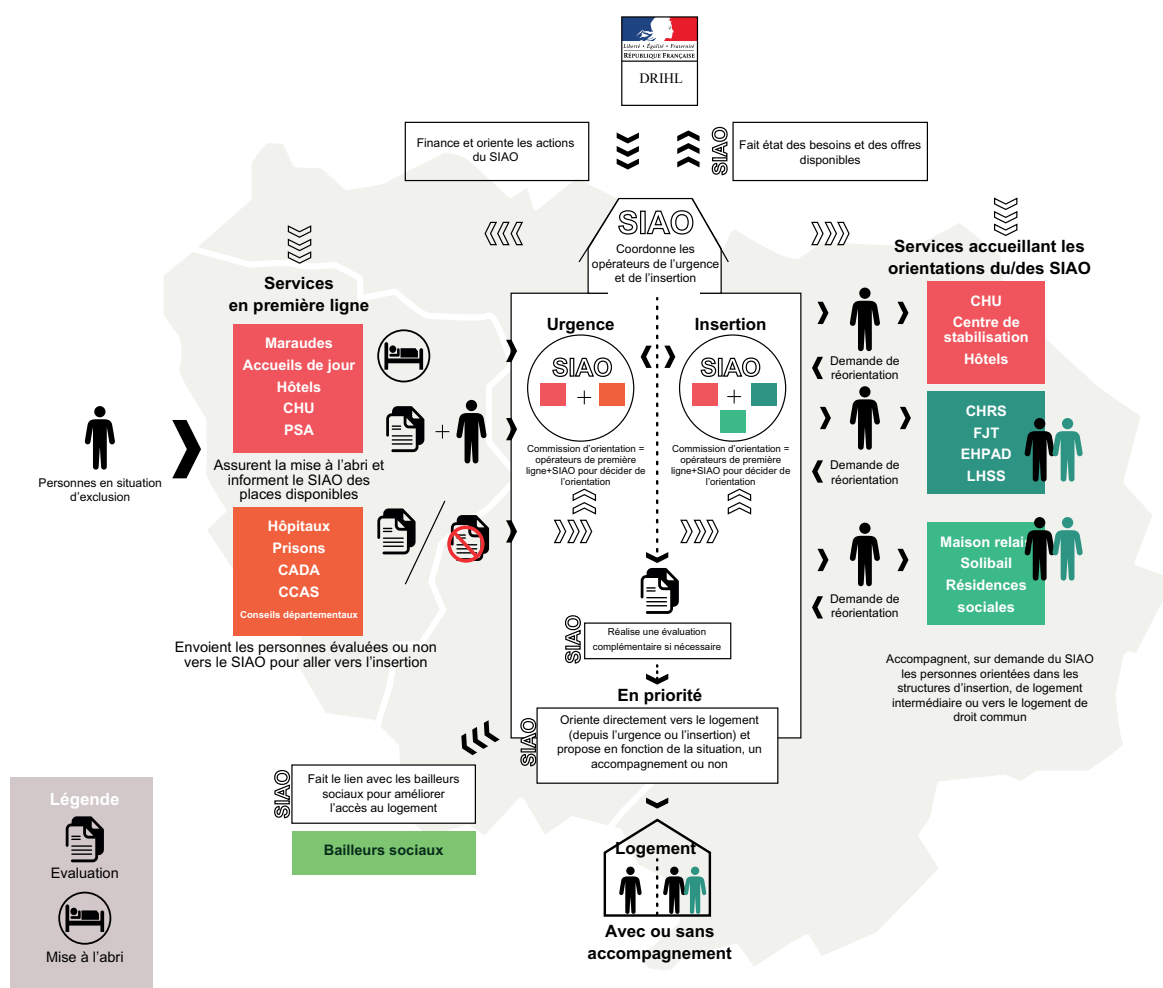 Liberté • Égalité • Fraternité
RÉPUBLIQUE FRANÇAISE
DRIHL
Finance et oriente les actions
du SIAO
SIAO
Fait état des besoins et des offres
disponibles
SIAO
Coordonne les
opérateurs de l'urgence
et de l'insertion
Services
en première ligne
Maraudes
Accueils de jour
Hôtels
CHU
PSA
Assurent la mise à l'abri et
informent le SIAO des
places disponibles
Personnes en situation
d'exclusion
Hôpitaux
Prisons
CADA
CCAS
Conseils départementaux
Envoient les personnes évaluées ou non
vers le SIAO pour aller vers l'insertion
+
Urgence
SIAO
+
Commission d'orientation =
opérateurs de première
ligne+SIAO pour décider de
l'orientation
Insertion
SIAO
+
Commission d'orientation =
opérateurs de première
ligne+SIAO pour décider de
l'orientation
SIAO
Réalise une évaluation
complémentaire si nécessaire
En priorité
SIAO
Oriente directement vers le logement
(depuis l'urgence ou l'insertion) et
propose en fonction de la situation, un
accompagnement ou non
SIAO
Fait le lien avec les bailleurs
sociaux pour améliorer
l'accès au logement
Bailleurs sociaux
Logement
Avec ou sans
accompagnement
Services accueillant les
orientations du/des SIAO
CHU
Centre de
stabilisation
Hôtels
Demande de
réorientation
CHRS
FJT
EHPAD
LHSS
Demande de
réorientation
Maison relais
Solibail
Résidences
sociales
Demande de
réorientation
Accompagnent, sur demande du SIAO
les personnes orientées dans les
structures d'insertion, de logement
intermédiaire ou vers le logement de
droit commun
Légende
Evaluation
Mise à l'abri